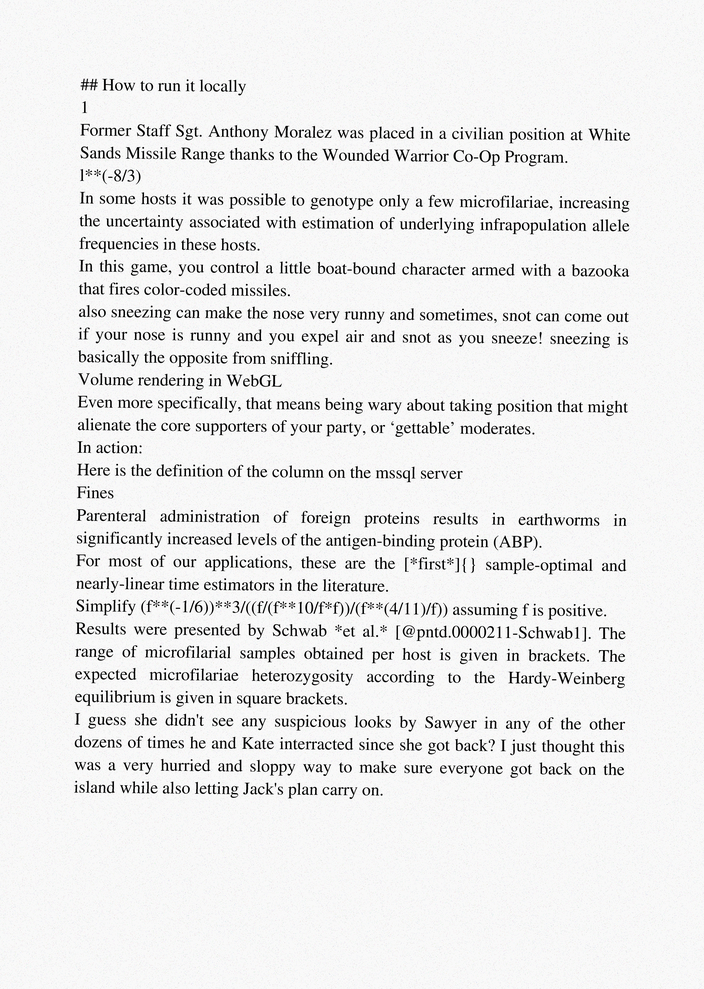 ## How to run it locally
1
Former Staff Sgt. Anthony Moralez was placed in a civilian position at White
Sands Missile Range thanks to the Wounded Warrior Co-Op Program.
l**(-8/3)
In some hosts it was possible to genotype only a few microfilariae, increasing
the uncertainty associated with estimation of underlying infrapopulation allele
frequencies in these hosts.
In this game, you control a little boat-bound character armed with a bazooka
that fires color-coded missiles.
also sneezing can make the nose very runny and sometimes, snot can come out
if your nose is runny and you expel air and snot as you sneeze! sneezing is
basically the opposite from sniffling.
Volume rendering in WebGL
Even more specifically, that means being wary about taking position that might
alienate the core supporters of your party, or ‘gettable’ moderates.
In action:
Here is the definition of the column on the mssql server
Fines
Parenteral administration of foreign proteins results in earthworms in
significantly increased levels of the antigen-binding protein (ABP).
For most of our applications, these are the [*first*]{} sample-optimal and
nearly-linear time estimators in the literature.
Simplify (f**(-1/6))**3/((f/(f**10/f*f))/(f**(4/11)/f)) assuming f is positive.
Results were presented by Schwab *et al.* [@pntd.0000211-Schwab1]. The
range of microfilarial samples obtained per host is given in brackets. The
expected microfilariae heterozygosity according to the Hardy-Weinberg
equilibrium is given in square brackets.
I guess she didn't see any suspicious looks by Sawyer in any of the other
dozens of times he and Kate interracted since she got back? I just thought this
was a very hurried and sloppy way to make sure everyone got back on the
island while also letting Jack's plan carry on.